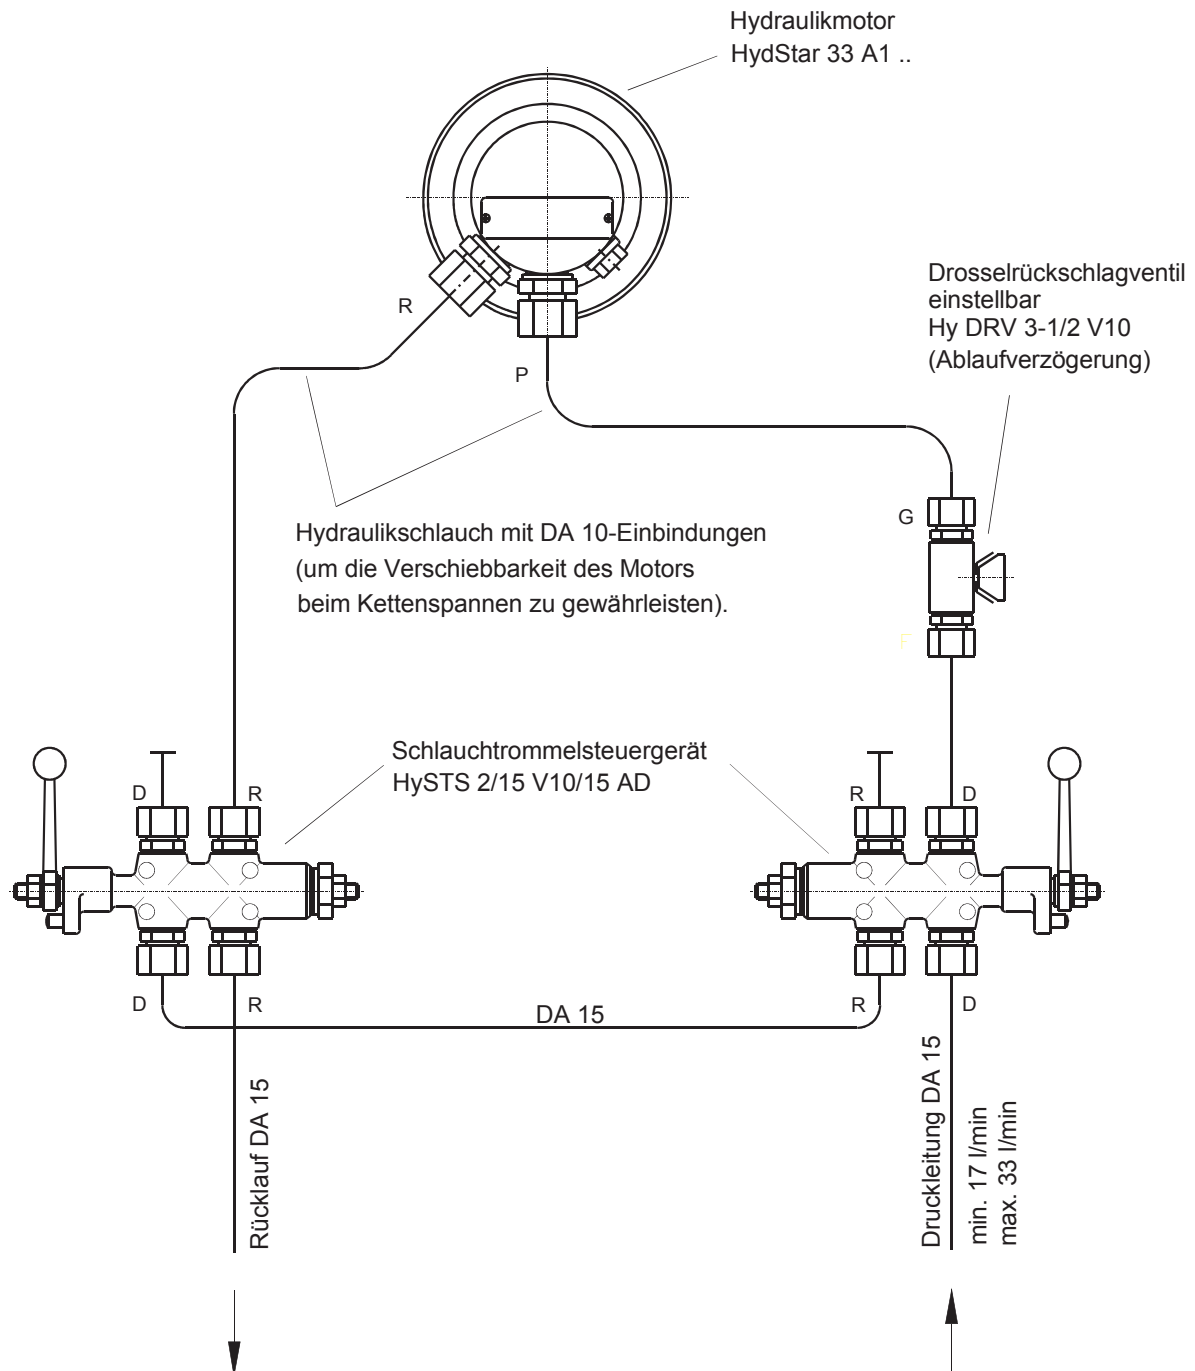 Hydraulikmotor
HydStar 33 A1 ..
Drosselrückschlagventil
einstellbar
Hy DRV 3-1/2 V10
(Ablaufverzögerung)
R
P
G
Hydraulikschlauch mit DA 10-Einbindungen
(um die Verschiebbarkeit des Motors
beim Kettenspannen zu gewährleisten).
F
Schlauchtrommelsteuergerät
HySTS 2/15 V10/15 AD
D
R
R
D
D
R
DA 15
R
D
Rücklauf DA 15
Druckleitung DA 15
min. 17 l/min
max. 33 l/min